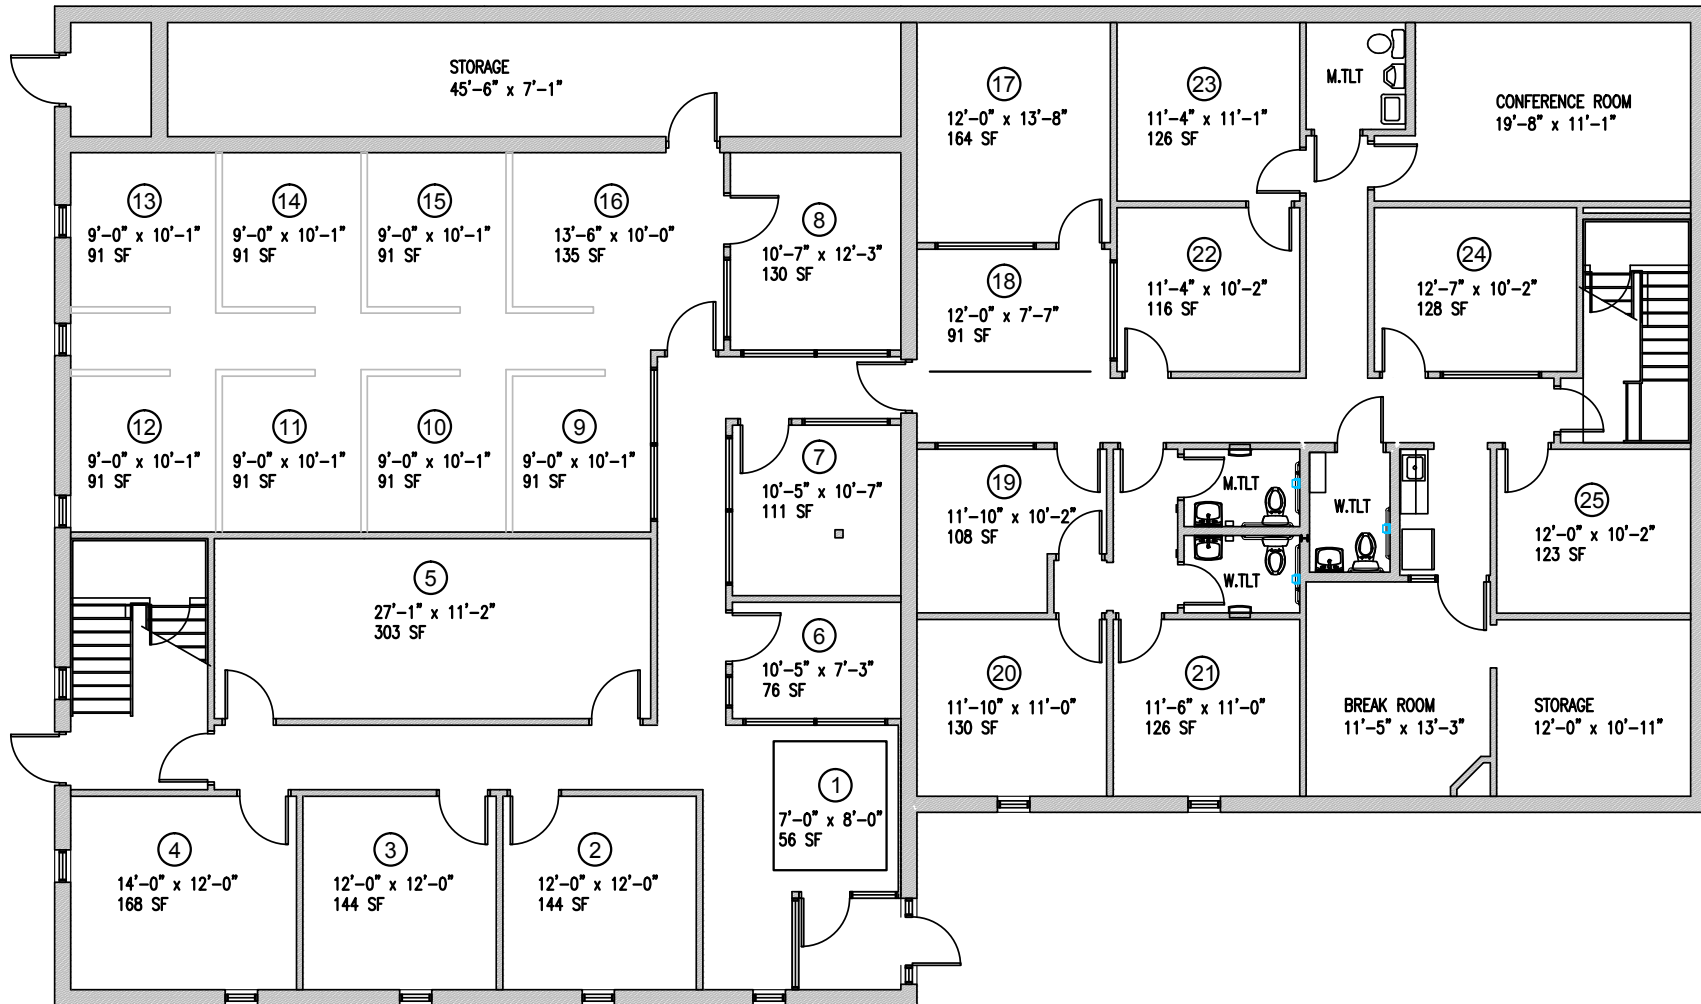 STORAGE
45'-6" x 7'-1"
17
12'-0" x 13'-8"
164 SF
23
11'-4" x 11'-1"
126 SF
M.TLT
CONFERENCE ROOM
19'-8" x 11'-1"
13
9'-0" x 10'-1"
91 SF
14
9'-0" x 10'-1"
91 SF
15
9'-0" x 10'-1"
91 SF
16
13'-6" x 10'-0"
135 SF
8
10'-7" x 12'-3"
130 SF
18
12'-0" x 7'-7"
91 SF
22
11'-4" x 10'-2"
116 SF
24
12'-7" x 10'-2"
128 SF
12
9'-0" x 10'-1"
91 SF
11
9'-0" x 10'-1"
91 SF
10
9'-0" x 10'-1"
91 SF
9
9'-0" x 10'-1"
91 SF
7
10'-5" x 10'-7"
111 SF
19
11'-10" x 10'-2"
108 SF
M.TLT
W.TLT
W.TLT
25
12'-0" x 10'-2"
123 SF
5
27'-1" x 11'-2"
303 SF
6
10'-5" x 7'-3"
76 SF
20
11'-10" x 11'-0"
130 SF
21
11'-6" x 11'-0"
126 SF
BREAK ROOM
11'-5" x 13'-3"
STORAGE
12'-0" x 10'-11"
1
7'-0" x 8'-0"
56 SF
4
14'-0" x 12'-0"
168 SF
3
12'-0" x 12'-0"
144 SF
2
12'-0" x 12'-0"
144 SF